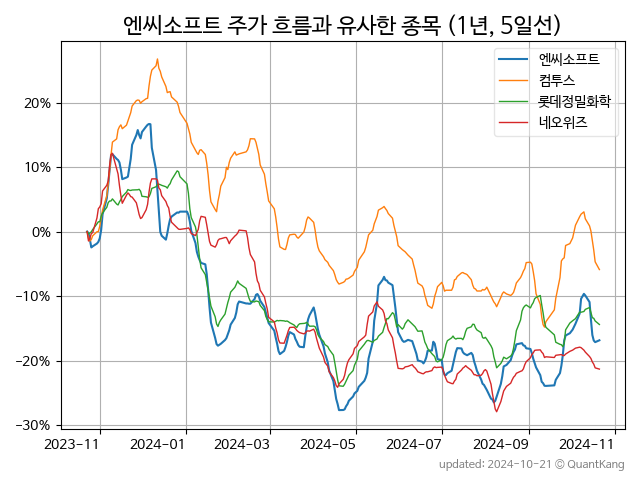 엔씨소프트 주가 흐름과 유사한 종목 (1년, 5일선)
엔씨소프트
컴투스
롯데정밀화학
네오위즈
20%
10%
0%
−10%
−20%
−30%
2023-11 2024-01 2024-03 2024-05 2024-07 2024-09 2024-11
updated: 2024-10-21 © QuantKang